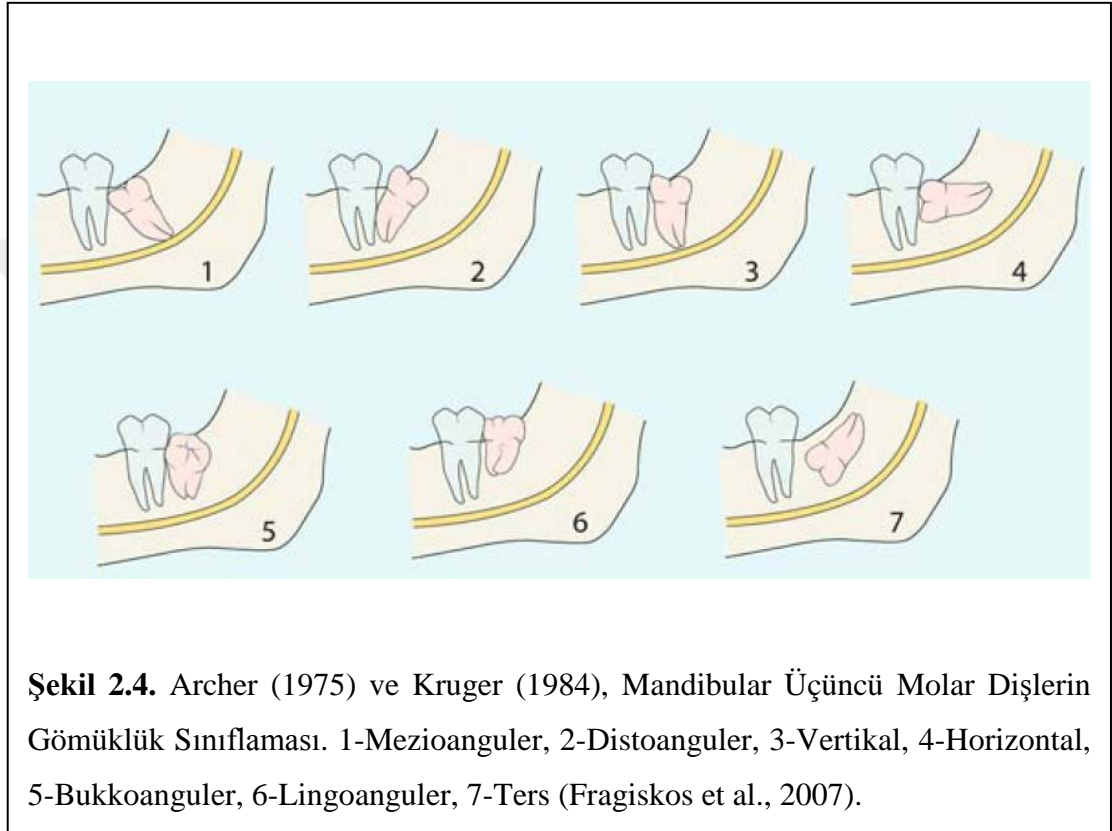 1
2
3
4
5
6
7
Şekil 2.4. Archer (1975) ve Kruger (1984), Mandibular Üçüncü Molar Dişlerin
Gömüklük Sınıflaması. 1-Mezioanguler, 2-Distoanguler, 3-Vertikal, 4-Horizontal,
5-Bukkoanguler, 6-Lingoanguler, 7-Ters (Fragiskos et al., 2007).